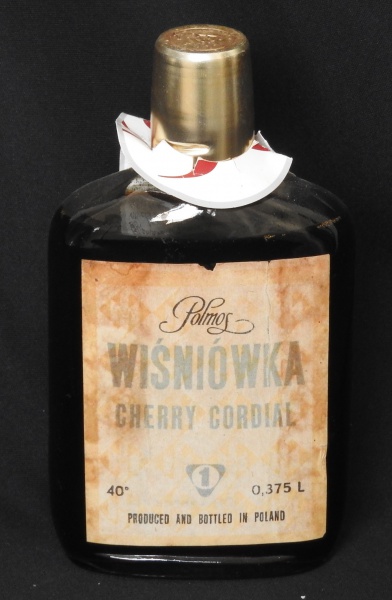 Polmos
WIŚNIÓWKA
CHERRY CORDIAL
1
40° 0,375 L
PRODUCED AND BOTTLED IN POLAND